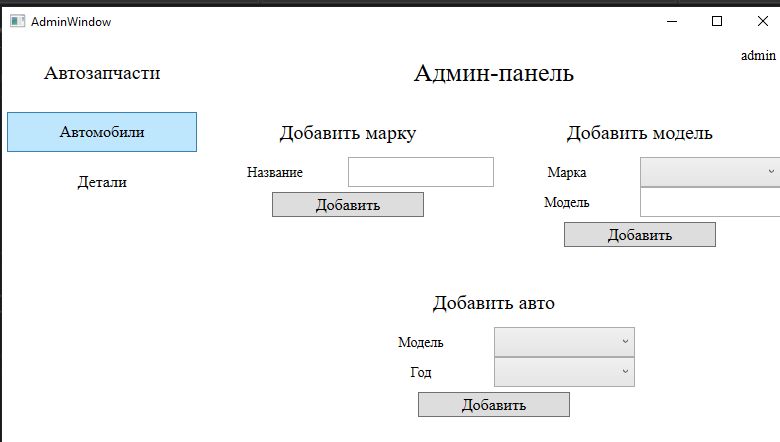 AdminWindow
admin
Автозапчасти
Админ-панель
Автомобили
Детали
Добавить марку
Название
Добавить
Добавить модель
Марка
Модель
Добавить
Добавить авто
Модель
Год
Добавить